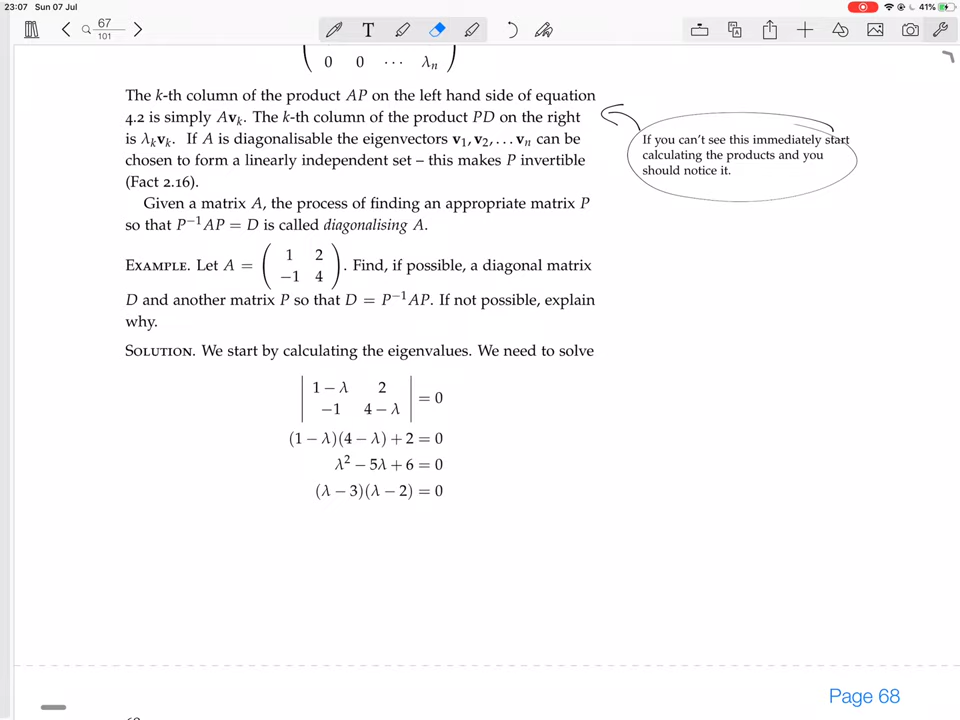 23:07 Sun 07 Jul 41%
67
101
T
0 0 ⋯ λn
The k-th column of the product AP on the left hand side of equation
4.2 is simply Avk. The k-th column of the product PD on the right
is λkvk. If A is diagonalisable the eigenvectors v1, v2, . . . vn can be
chosen to form a linearly independent set – this makes P invertible
(Fact 2.16).
If you can't see this immediately start
calculating the products and you
should notice it.
Given a matrix A, the process of finding an appropriate matrix P
so that P⁻¹AP = D is called diagonalising A.
Example. Let A = ( 1 2
−1 4 ). Find, if possible, a diagonal matrix
D and another matrix P so that D = P⁻¹AP. If not possible, explain
why.
Solution. We start by calculating the eigenvalues. We need to solve
| 1 − λ 2
−1 4 − λ | = 0
(1 − λ)(4 − λ) + 2 = 0
λ² − 5λ + 6 = 0
(λ − 3)(λ − 2) = 0
Page 68